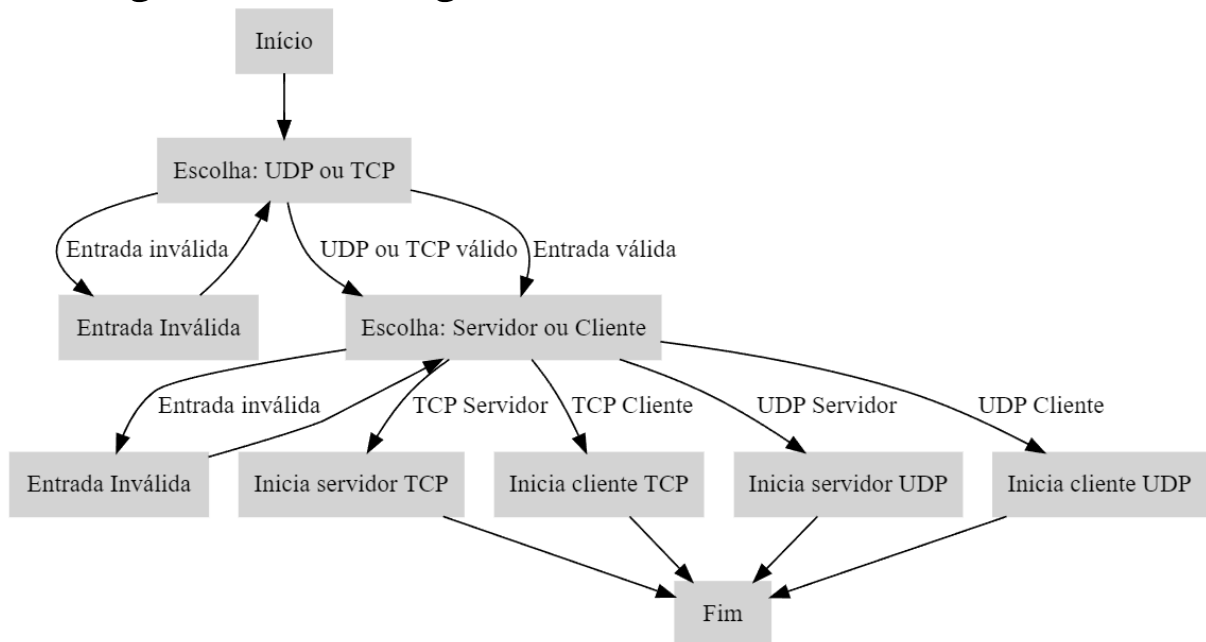 Início
Escolha: UDP ou TCP
Entrada inválida
UDP ou TCP válido
Entrada válida
Entrada Inválida
Escolha: Servidor ou Cliente
Entrada inválida
TCP Servidor
TCP Cliente
UDP Servidor
UDP Cliente
Entrada Inválida
Inicia servidor TCP
Inicia cliente TCP
Inicia servidor UDP
Inicia cliente UDP
Fim